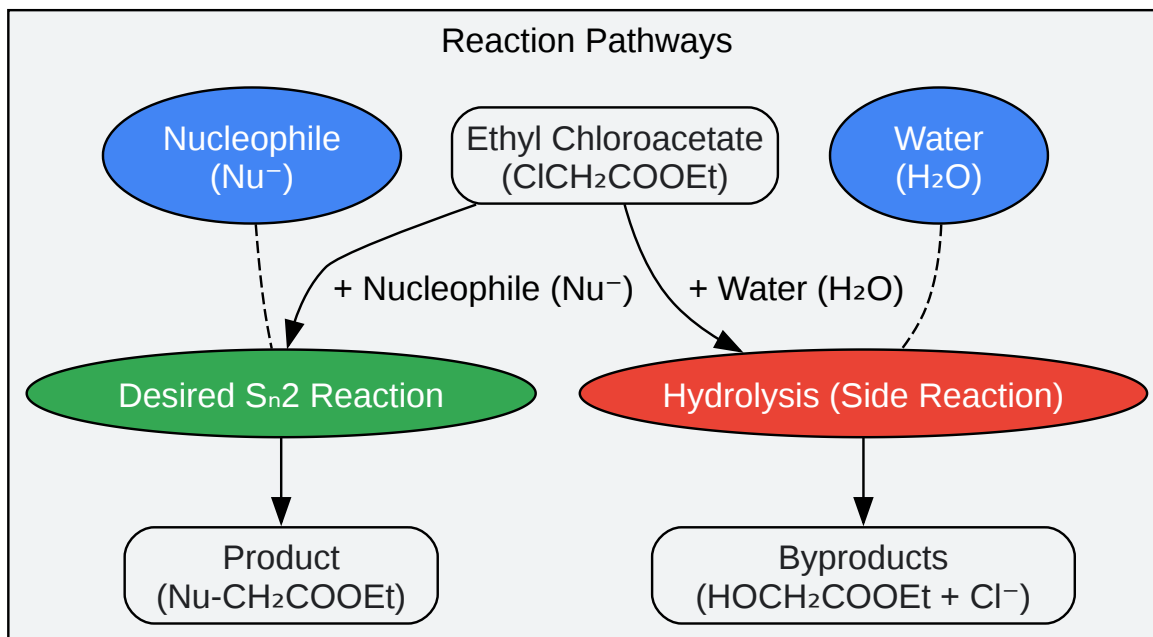 Reaction Pathways
Nucleophile
(Nu⁻)
Ethyl Chloroacetate
(ClCH₂COOEt)
Water
(H₂O)
+ Nucleophile (Nu⁻)
+ Water (H₂O)
Desired Sₙ2 Reaction
Hydrolysis (Side Reaction)
Product
(Nu-CH₂COOEt)
Byproducts
(HOCH₂COOEt + Cl⁻)